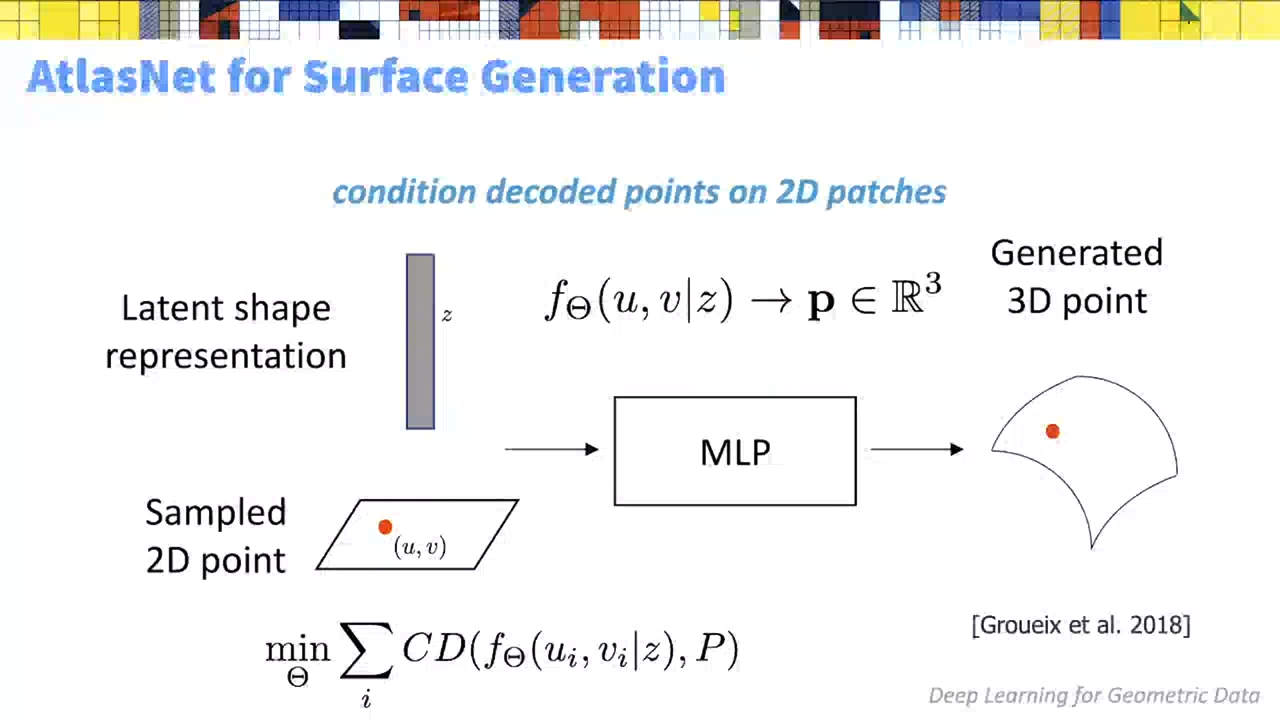 AtlasNet for Surface Generation
condition decoded points on 2D patches
Latent shape
representation
z
f_Θ(u, v|z) → p ∈ ℝ³
Generated
3D point
MLP
Sampled
2D point
(u, v)
min_Θ ∑_i CD(f_Θ(u_i, v_i|z), P)
[Groueix et al. 2018]
Deep Learning for Geometric Data